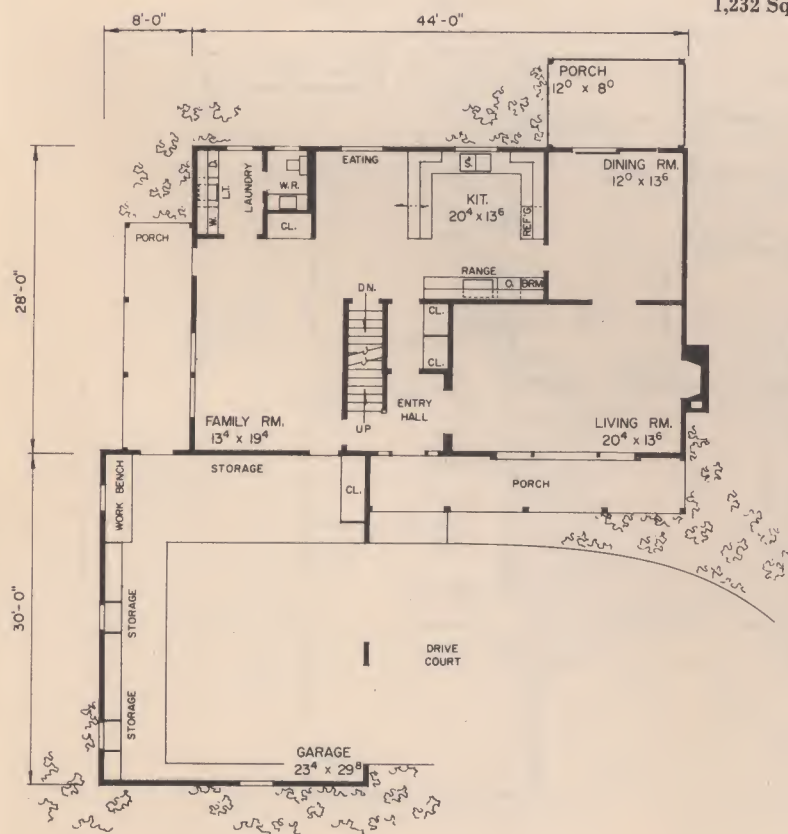 1,232 Sq
8'-0"
44'-0"
PORCH
12⁰ x 8⁰
EATING
DINING RM.
12⁰ x 13⁶
D.
L.T.
W.
LAUNDRY
W.R.
CL.
S.
KIT.
20⁴ x 13⁶
REF'G
PORCH
28'-0"
RANGE
O.
BRM
DN.
CL.
CL.
ENTRY
HALL
UP
FAMILY RM.
13⁴ x 19⁴
LIVING RM.
20⁴ x 13⁶
STORAGE
WORK BENCH
CL.
PORCH
30'-0"
STORAGE
STORAGE
DRIVE
COURT
GARAGE
23⁴ x 29⁸